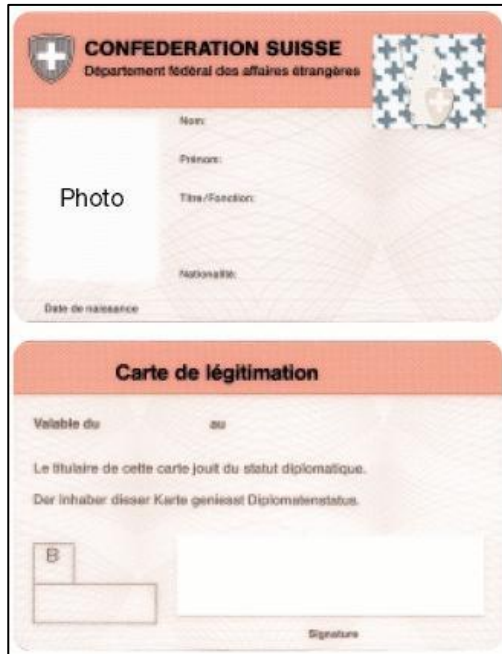 CONFEDERATION SUISSE
Département fédéral des affaires étrangères
Nom:
Prénom:
Photo
Titre/Fonction:
Nationalité:
Date de naissance
Carte de légitimation
Valable du au
Le titulaire de cette carte jouit du statut diplomatique.
Der Inhaber disser Karte geniesst Diplomatenstatus.
B
Signature